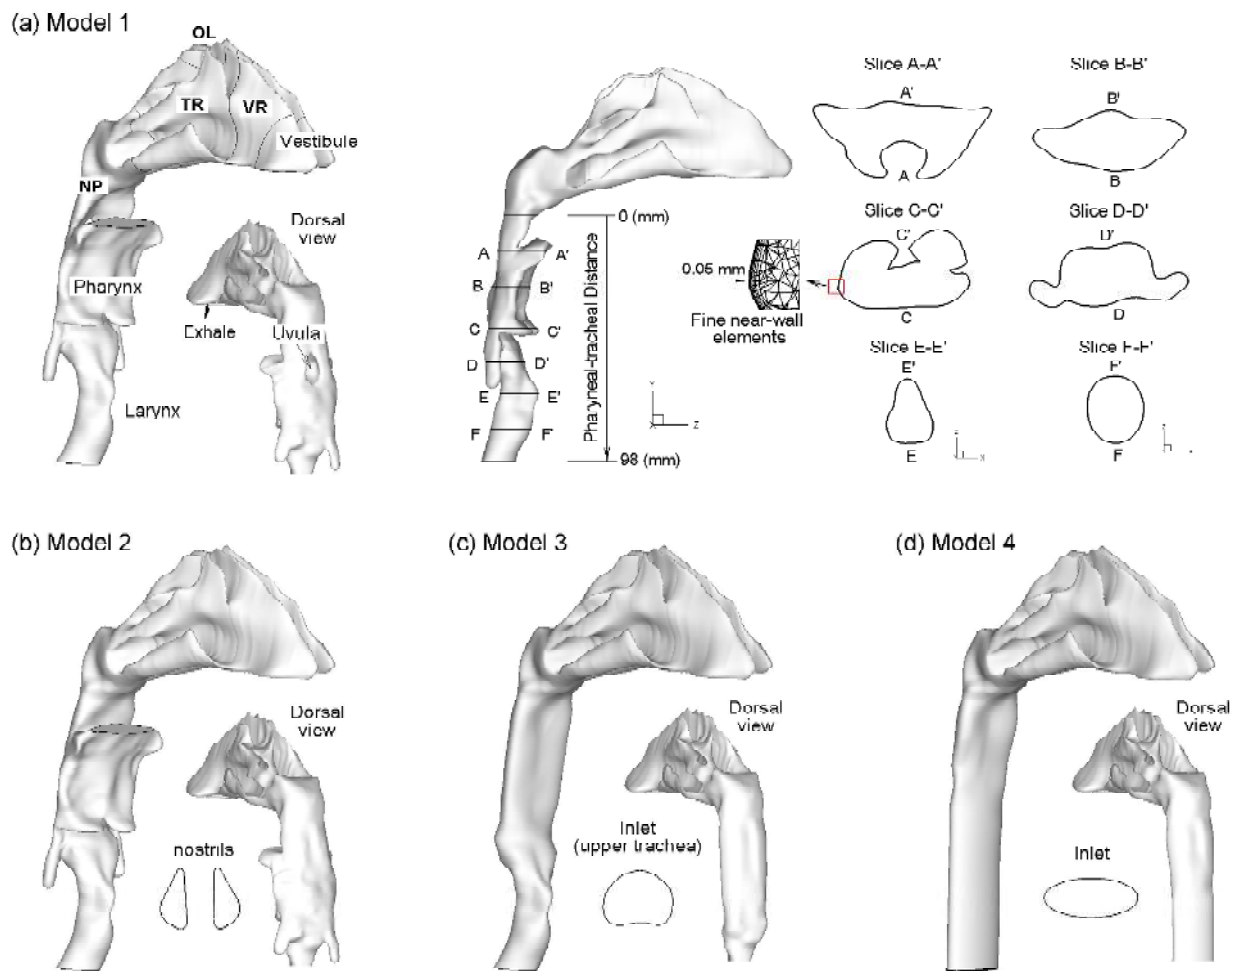 (a) Model 1
OL
TR
VR
Vestibule
NP
Dorsal
view
Pharynx
Exhale
Uvula
Larynx
0 (mm)
A
A'
B
B'
C
C'
D
D'
E
E'
F
F'
Pharyneal-tracheal Distance
98 (mm)
Y
X
Z
Slice A-A'
A'
A
Slice B-B'
B'
B
Slice C-C'
C'
C
Slice D-D'
D'
D
0.05 mm
Fine near-wall
elements
Slice E-E'
E'
E
Slice F-F'
F'
F
(b) Model 2
Dorsal
view
nostrils
(c) Model 3
Dorsal
view
Inlet
(upper trachea)
(d) Model 4
Dorsal
view
Inlet